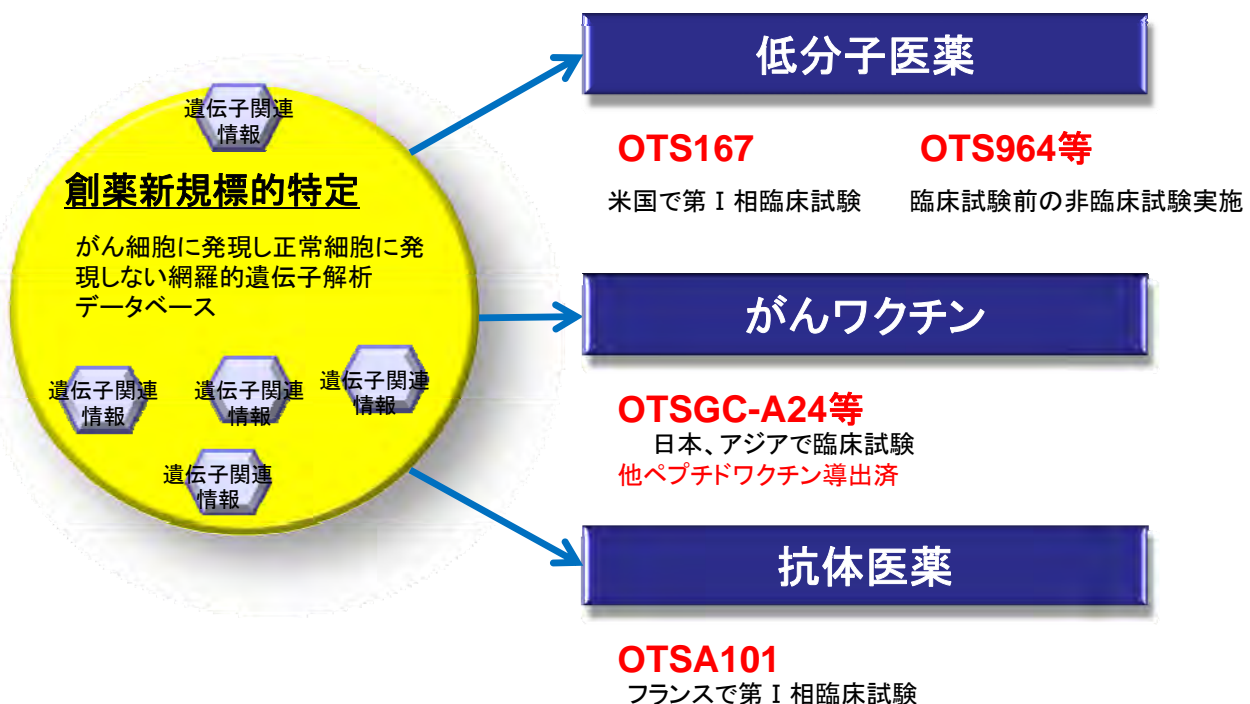 遺伝子関連
情報
創薬新規標的特定
がん細胞に発現し正常細胞に発
現しない網羅的遺伝子解析
データベース
遺伝子関連
情報
遺伝子関連
情報
遺伝子関連
情報
遺伝子関連
情報
低分子医薬
OTS167
米国で第Ⅰ相臨床試験
OTS964等
臨床試験前の非臨床試験実施
がんワクチン
OTSGC-A24等
日本、アジアで臨床試験
他ペプチドワクチン導出済
抗体医薬
OTSA101
フランスで第Ⅰ相臨床試験